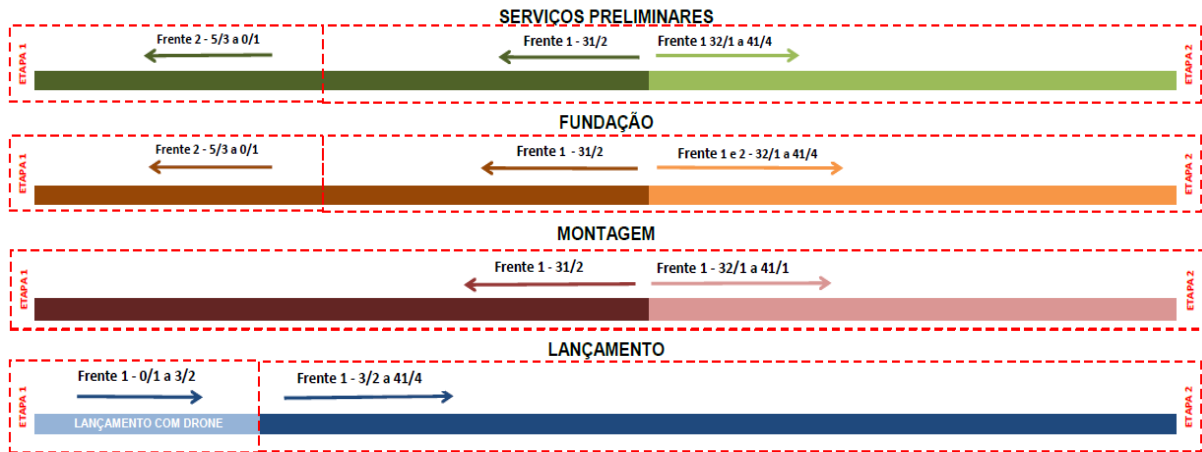 SERVIÇOS PRELIMINARES
ETAPA 1
Frente 2 - 5/3 a 0/1
Frente 1 - 31/2
Frente 1 32/1 a 41/4
ETAPA 2
FUNDAÇÃO
ETAPA 1
Frente 2 - 5/3 a 0/1
Frente 1 - 31/2
Frente 1 e 2 - 32/1 a 41/4
ETAPA 2
MONTAGEM
ETAPA 1
Frente 1 - 31/2
Frente 1 - 32/1 a 41/1
ETAPA 2
LANÇAMENTO
ETAPA 1
Frente 1 - 0/1 a 3/2
Frente 1 - 3/2 a 41/4
LANÇAMENTO COM DRONE
ETAPA 2